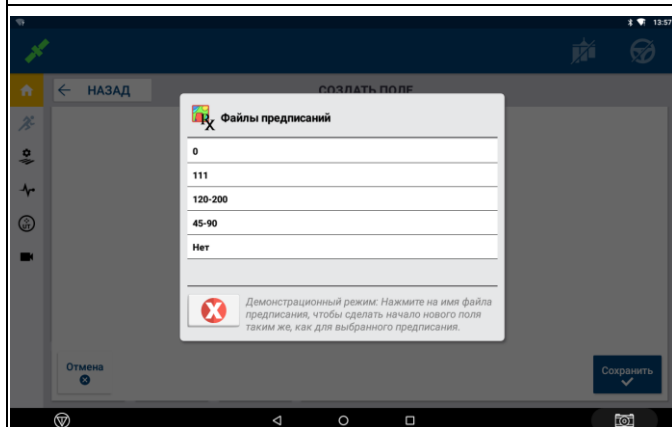 13:57
← НАЗАД
СОЗДАТЬ ПОЛЕ
Rx Файлы предписаний
0
111
120-200
45-90
Нет
Демонстрационный режим: Нажмите на имя файла
предписания, чтобы сделать начало нового поля
таким же, как для выбранного предписания.
Отмена
Сохранить